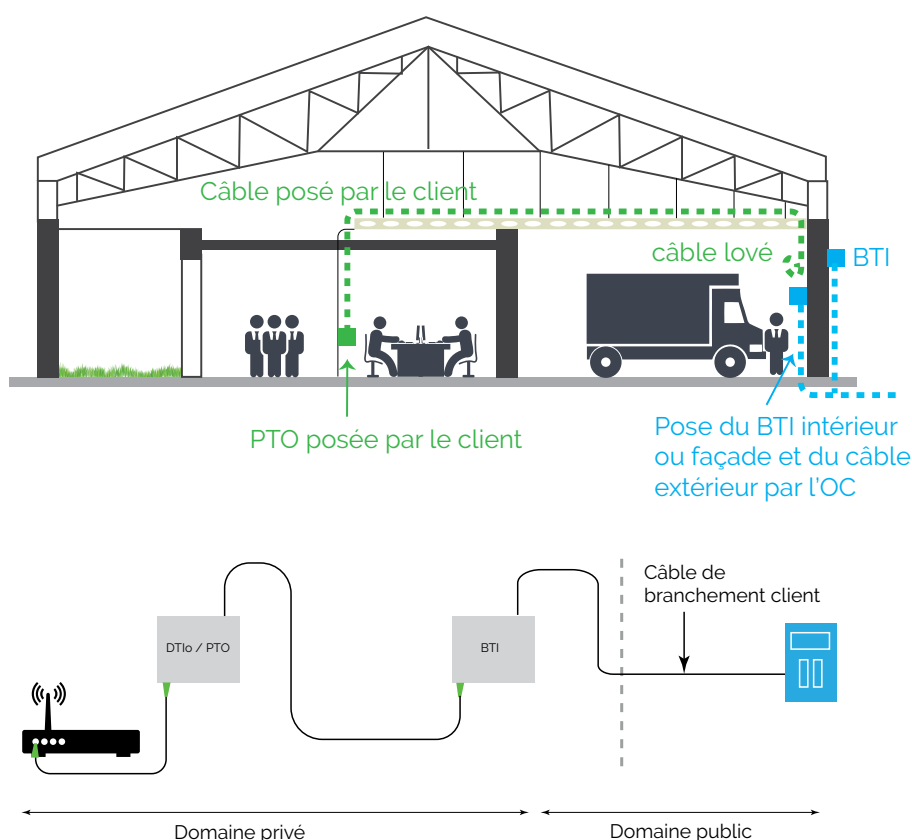 Câble posé par le client
câble lové
BTI
PTO posée par le client
Pose du BTI intérieur
ou façade et du câble
extérieur par l'OC
Câble de
branchement client
DTIo / PTO
BTI
Domaine privé
Domaine public